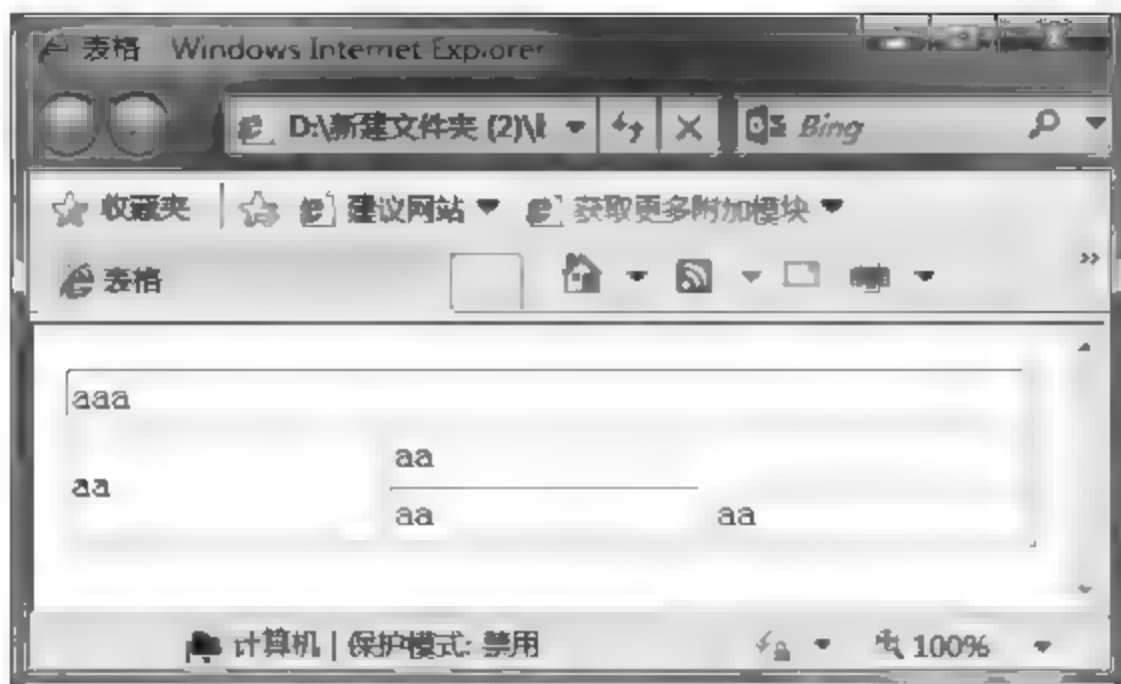 表格 Windows Internet Explorer
D:\新建文件夹 (2)\ Bing
收藏夹 建议网站 获取更多附加模块
表格
aaa
aa
aa
aa aa
计算机 | 保护模式: 禁用 100%